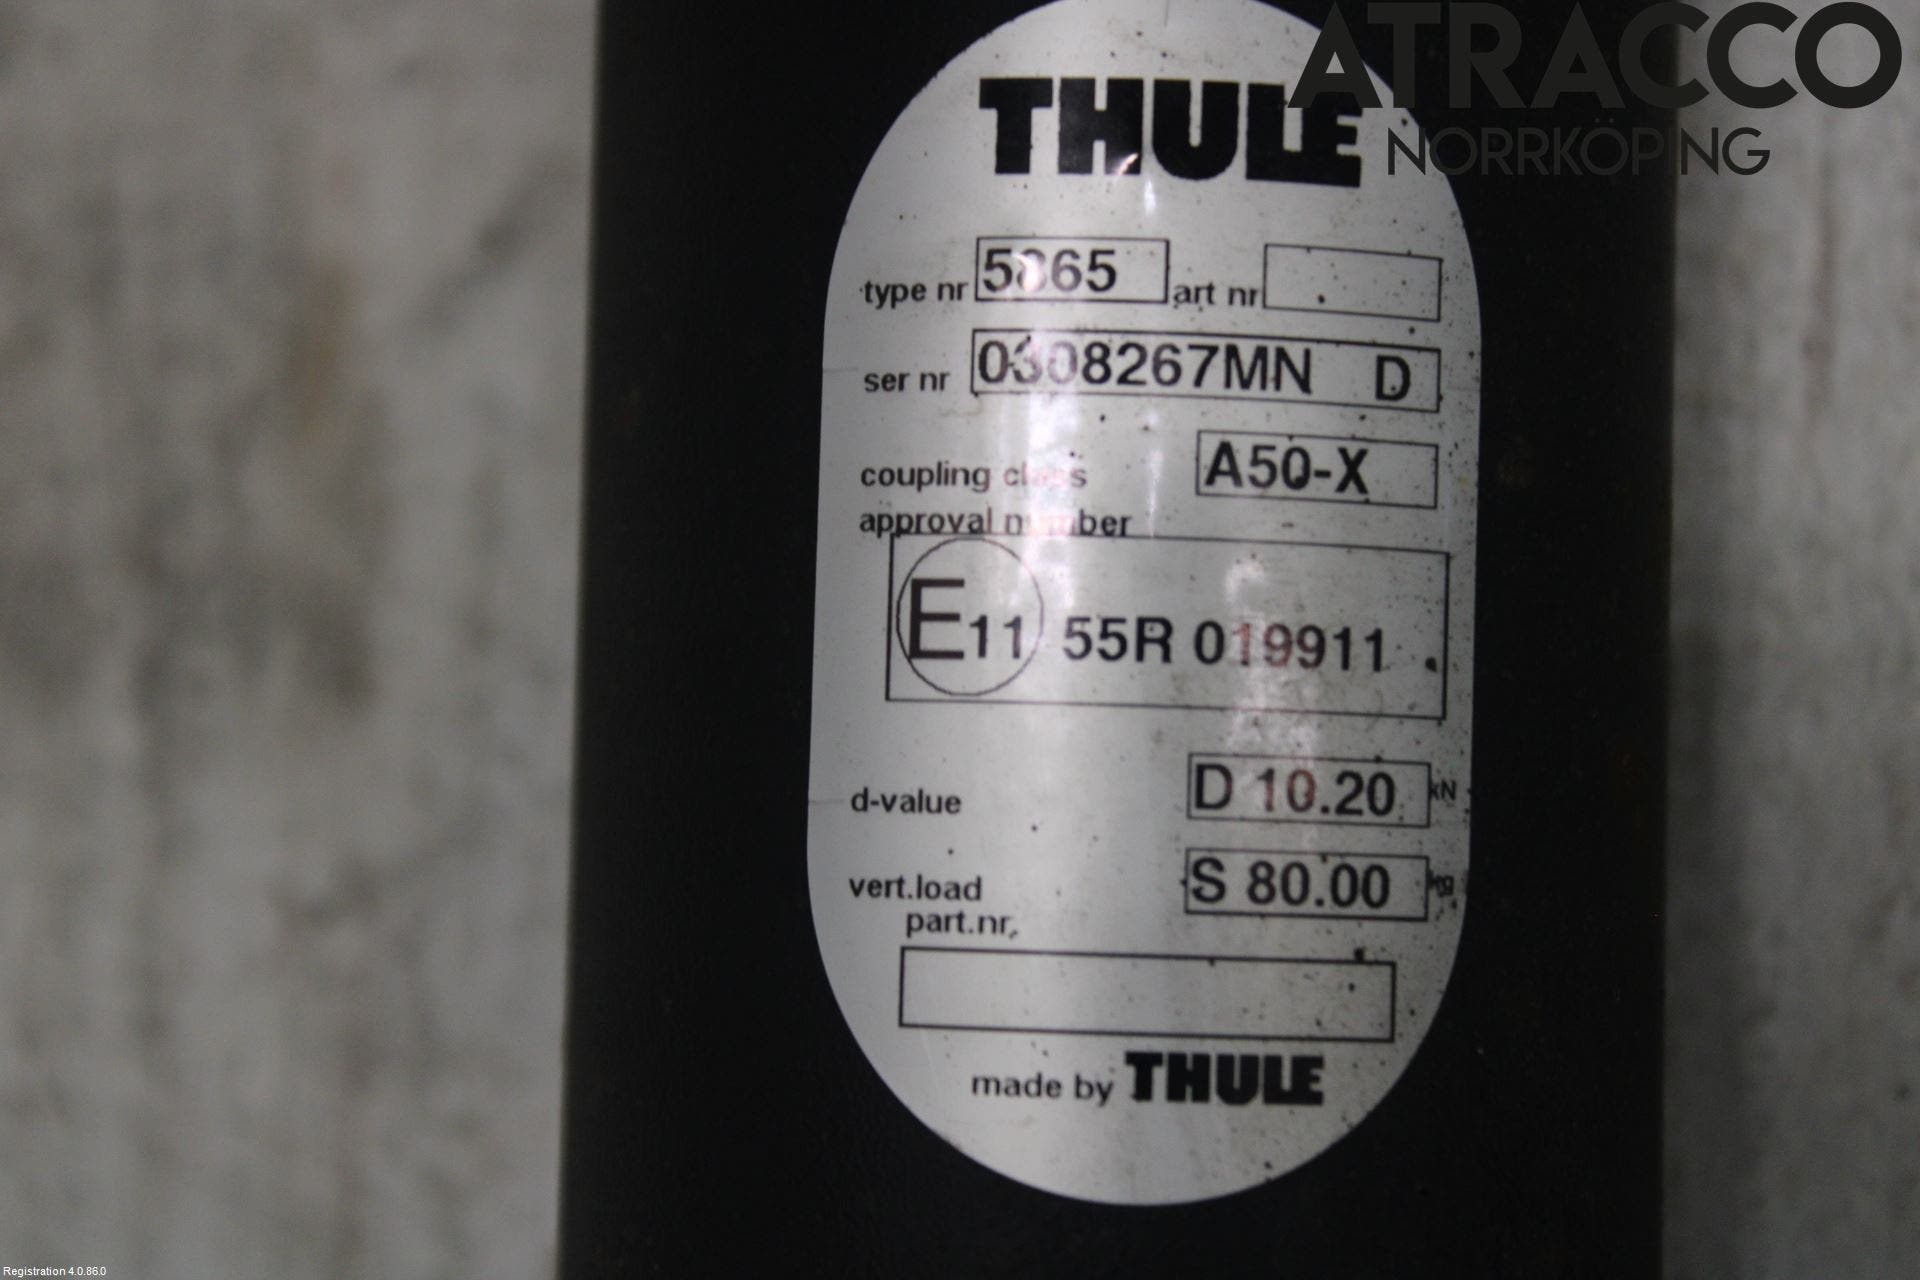 ATRACCO
NORRKÖPING
THULE
type nr 5865 art nr
ser nr 0308267MN D
coupling class A50-X
approval number
E11 55R 019911
d-value D 10.20 kN
vert.load S 80.00 kg
part.nr.
made by THULE
Registration 4.0.86.0